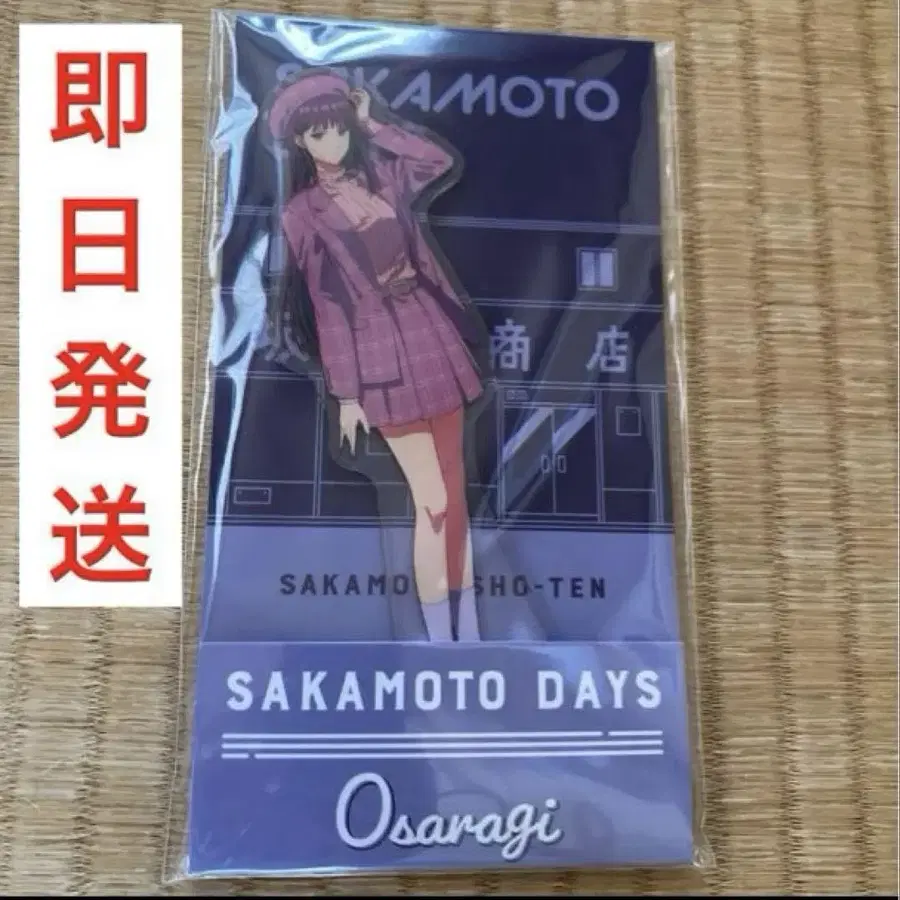 即日発送
SAKAMOTO
商店
SAKAMO SHO-TEN
SAKAMOTO DAYS
Osaragi